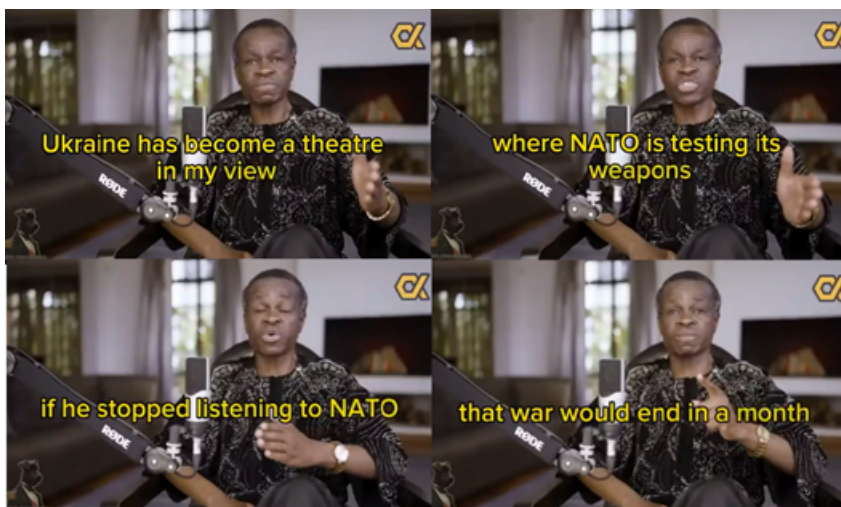 Ukraine has become a theatre
in my view
RØDE
where NATO is testing its
weapons
RØDE
if he stopped listening to NATO
RØDE
that war would end in a month
RØDE